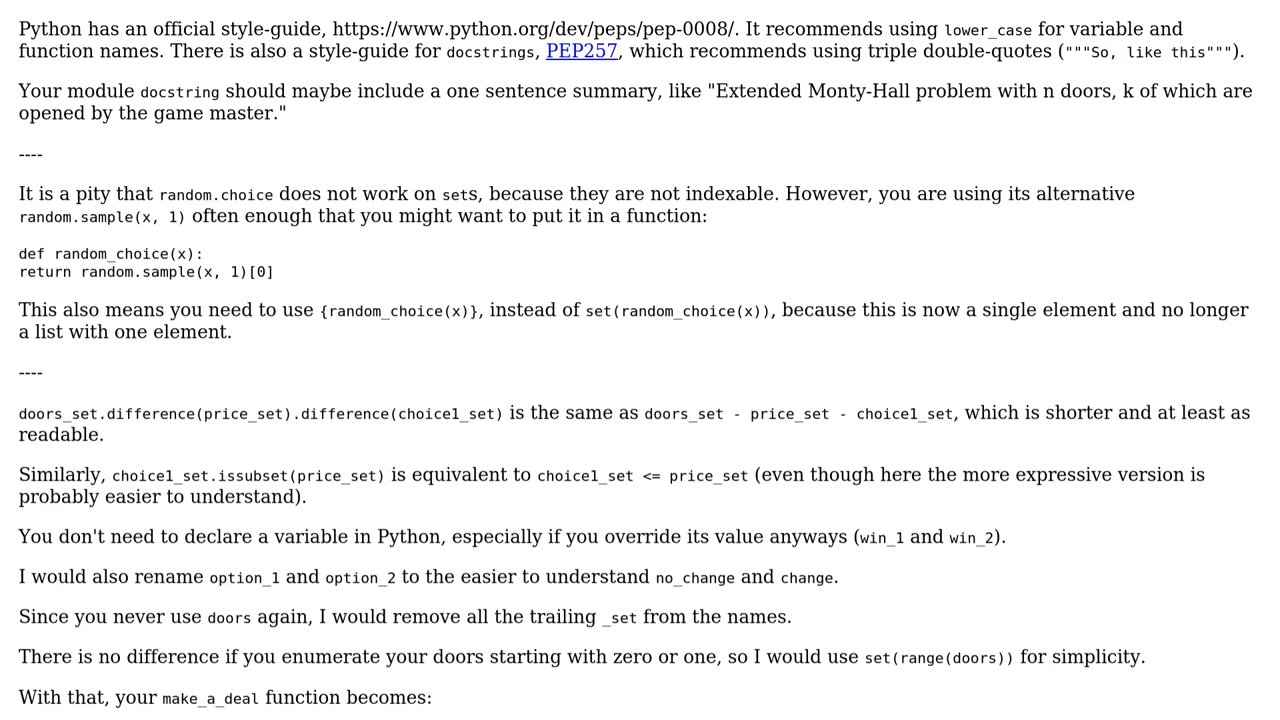 Python has an official style-guide, https://www.python.org/dev/peps/pep-0008/. It recommends using lower_case for variable and
function names. There is also a style-guide for docstrings, PEP257, which recommends using triple double-quotes ("""So, like this""").
Your module docstring should maybe include a one sentence summary, like "Extended Monty-Hall problem with n doors, k of which are
opened by the game master."
----
It is a pity that random.choice does not work on sets, because they are not indexable. However, you are using its alternative
random.sample(x, 1) often enough that you might want to put it in a function:
def random_choice(x):
return random.sample(x, 1)[0]
This also means you need to use {random_choice(x)}, instead of set(random_choice(x)), because this is now a single element and no longer
a list with one element.
----
doors_set.difference(price_set).difference(choice1_set) is the same as doors_set - price_set - choice1_set, which is shorter and at least as
readable.
Similarly, choice1_set.issubset(price_set) is equivalent to choice1_set <= price_set (even though here the more expressive version is
probably easier to understand).
You don't need to declare a variable in Python, especially if you override its value anyways (win_1 and win_2).
I would also rename option_1 and option_2 to the easier to understand no_change and change.
Since you never use doors again, I would remove all the trailing _set from the names.
There is no difference if you enumerate your doors starting with zero or one, so I would use set(range(doors)) for simplicity.
With that, your make_a_deal function becomes: